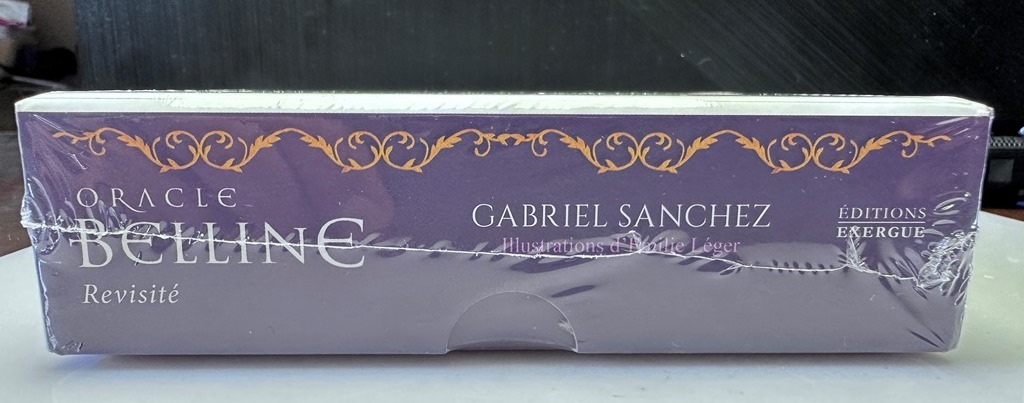 ORACLE
BELLINE
Revisité
GABRIEL SANCHEZ
Illustrations d'Émilie Léger
ÉDITIONS
EXERGUE